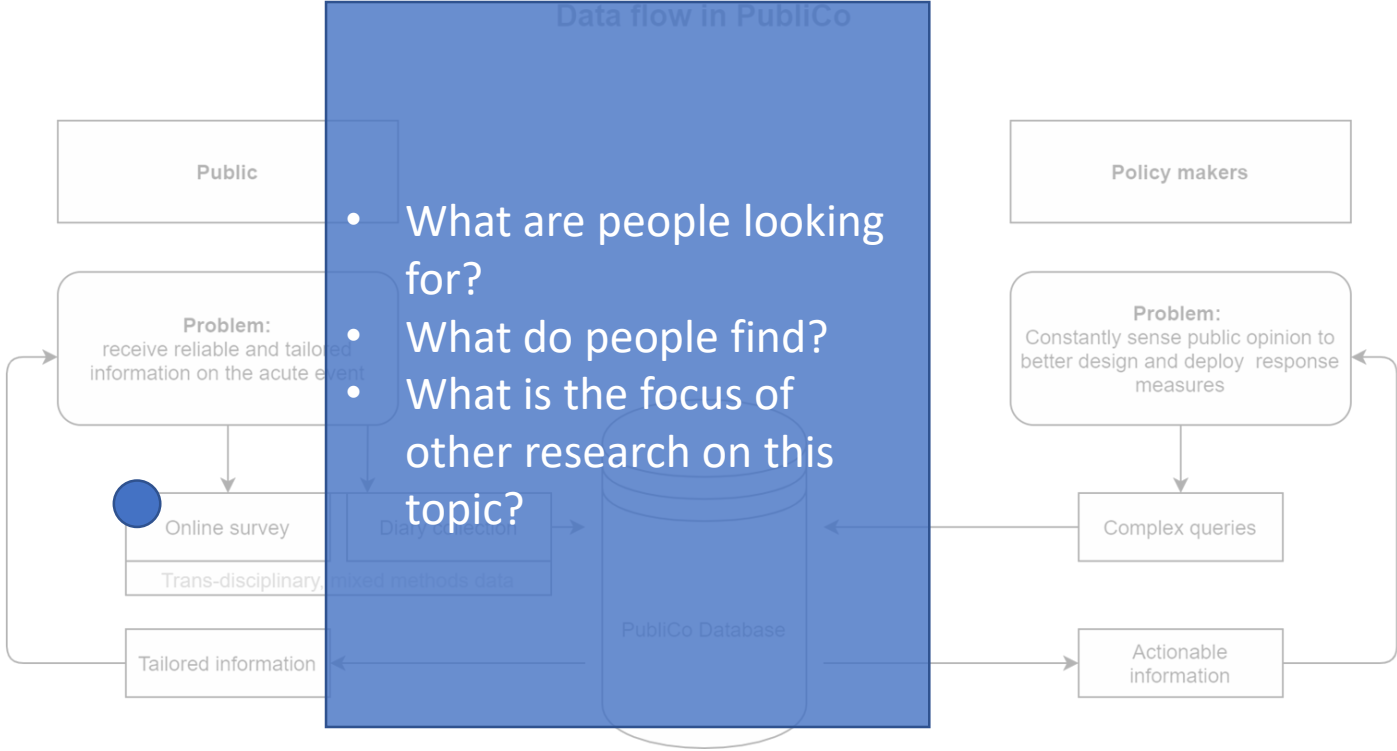 Data flow in PubliCo
Public
Policy makers
• What are people looking
for?
• What do people find?
• What is the focus of
other research on this
topic?
Problem:
receive reliable and tailored
information on the acute event
Problem:
Constantly sense public opinion to
better design and deploy response
measures
Online survey
Diary collection
Complex queries
Trans-disciplinary, mixed methods data
PubliCo Database
Tailored information
Actionable
information